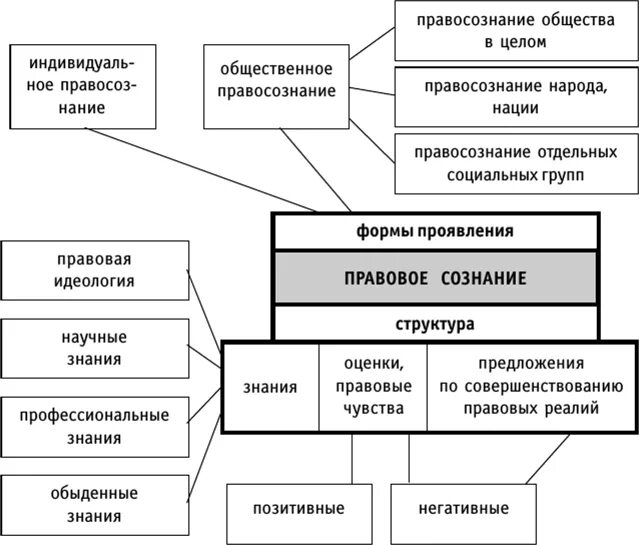 индивидуаль-
ное правосоз-
нание
общественное
правосознание
правосознание общества
в целом
правосознание народа,
нации
правосознание отдельных
социальных групп
формы проявления
ПРАВОВОЕ СОЗНАНИЕ
структура
правовая
идеология
научные
знания
профессиональные
знания
обыденные
знания
знания
оценки,
правовые
чувства
предложения
по совершенствованию
правовых реалий
позитивные
негативные